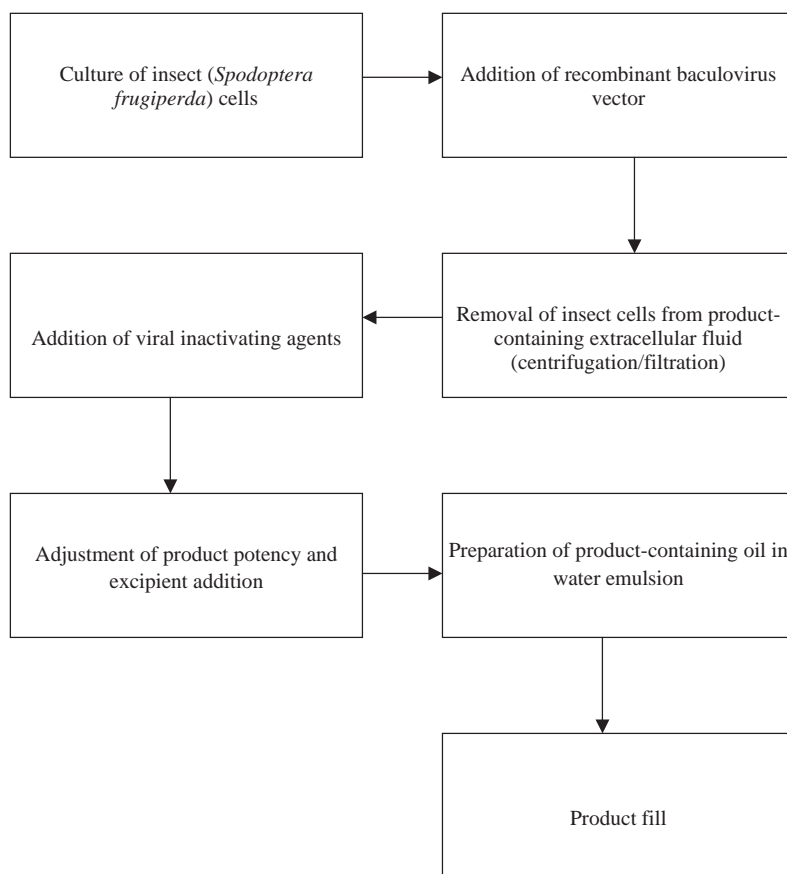 Culture of insect (Spodoptera
frugiperda) cells
Addition of recombinant baculovirus
vector
Removal of insect cells from product-
containing extracellular fluid
(centrifugation/filtration)
Addition of viral inactivating agents
Adjustment of product potency and
excipient addition
Preparation of product-containing oil in
water emulsion
Product fill